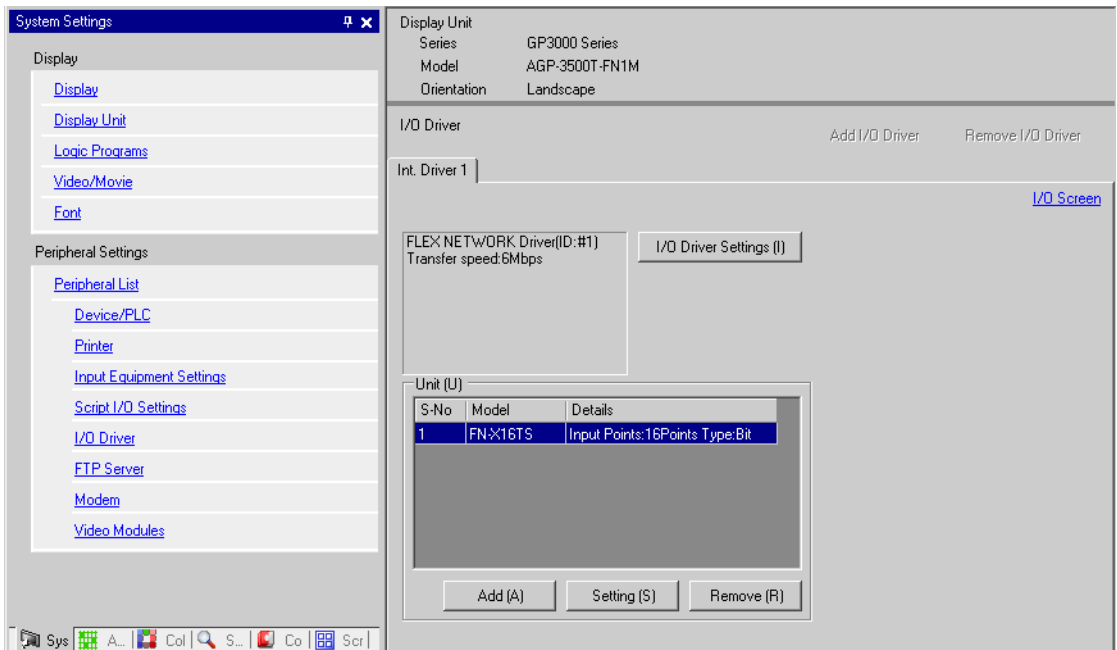 System Settings
Display
Display
Display Unit
Logic Programs
Video/Movie
Font
Peripheral Settings
Peripheral List
Device/PLC
Printer
Input Equipment Settings
Script I/O Settings
I/O Driver
FTP Server
Modem
Video Modules
Sys A... Col S... Co Scr
Display Unit
Series GP3000 Series
Model AGP-3500T-FN1M
Orientation Landscape
I/O Driver Add I/O Driver Remove I/O Driver
Int. Driver 1
I/O Screen
FLEX NETWORK Driver(ID:#1)
Transfer speed:6Mbps
I/O Driver Settings (I)
Unit (U)
S-No Model Details
1 FN-X16TS Input Points:16Points Type:Bit
Add (A) Setting (S) Remove (R)